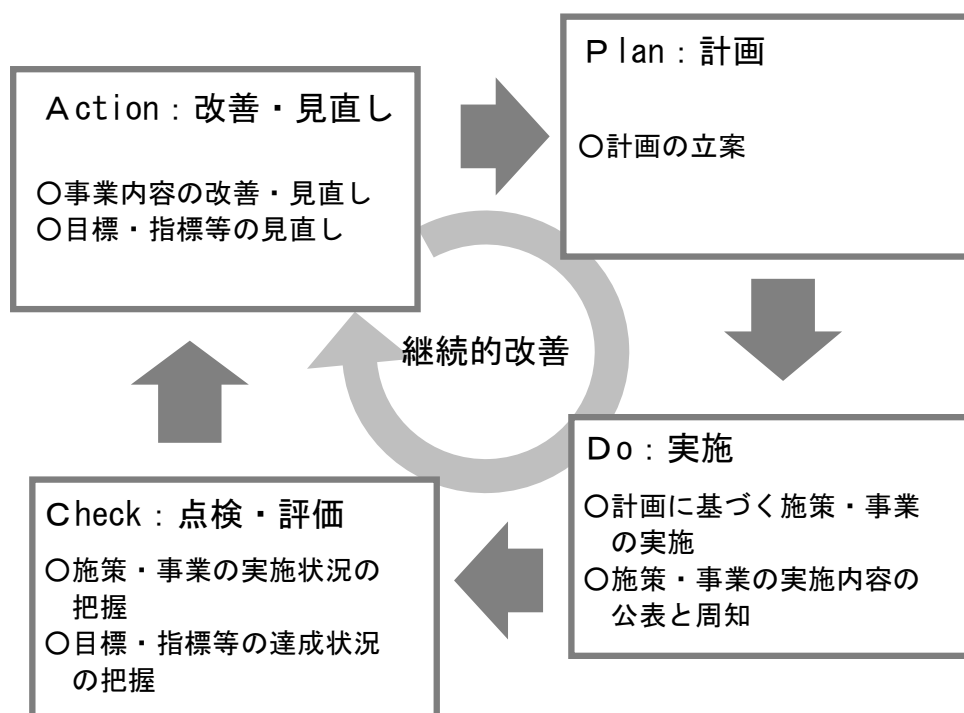 Plan：計画
○計画の立案
Do：実施
○計画に基づく施策・事業
の実施
○施策・事業の実施内容の
公表と周知
Check：点検・評価
○施策・事業の実施状況の
把握
○目標・指標等の達成状況
の把握
Action：改善・見直し
○事業内容の改善・見直し
○目標・指標等の見直し
継続的改善